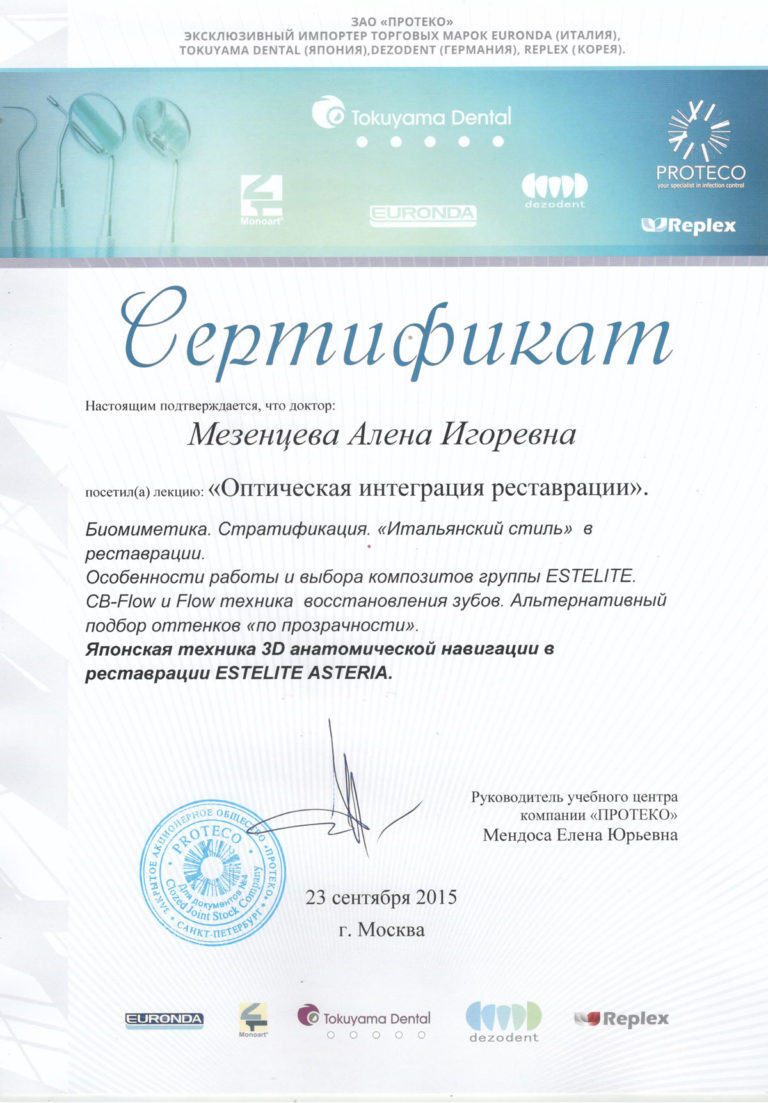 ЗАО «ПРОТЕКО»
ЭКСКЛЮЗИВНЫЙ ИМПОРТЕР ТОРГОВЫХ МАРОК EURONDA (ИТАЛИЯ),
TOKUYAMA DENTAL (ЯПОНИЯ),DEZODENT (ГЕРМАНИЯ), REPLEX (КОРЕЯ).
Tokuyama Dental
PROTECO
your specialist in infection control
Monoart®
EURONDA
dezodent
Replex
Сертификат
Настоящим подтверждается, что доктор:
Мезенцева Алена Игоревна
посетил(а) лекцию: «Оптическая интеграция реставрации».
Биомиметика. Стратификация. «Итальянский стиль» в
реставрации.
Особенности работы и выбора композитов группы ESTELITE.
CB-Flow и Flow техника восстановления зубов. Альтернативный
подбор оттенков «по прозрачности».
Японская техника 3D анатомической навигации в
реставрации ESTELITE ASTERIA.
Руководитель учебного центра
компании «ПРОТЕКО»
Мендоса Елена Юрьевна
ЗАКРЫТОЕ АКЦИОНЕРНОЕ ОБЩЕСТВО «ПРОТЕКО»
САНКТ-ПЕТЕРБУРГ
PROTECO
Для документов №4
Clozed Joint Stock Company
23 сентября 2015
г. Москва
EURONDA
Monoart®
Tokuyama Dental
dezodent
Replex